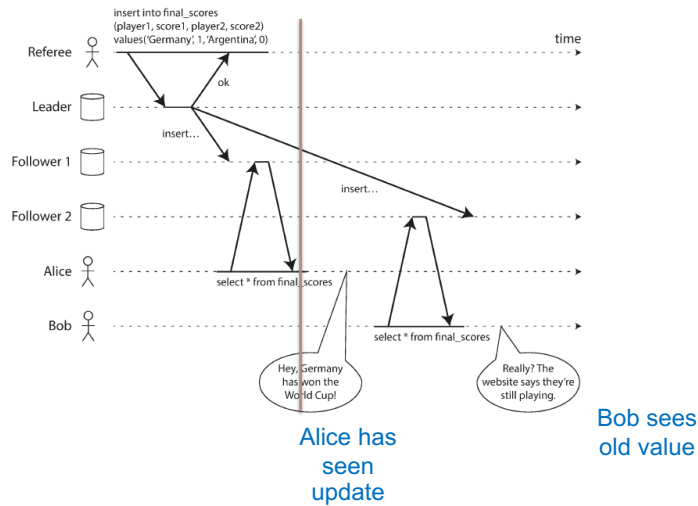 insert into final_scores
(player1, score1, player2, score2)
values('Germany', 1, 'Argentina', 0)
Referee
time
ok
Leader
insert...
Follower 1
insert...
Follower 2
Alice
select * from final_scores
Bob
select * from final_scores
Hey, Germany
has won the
World Cup!
Really? The
website says they're
still playing.
Alice has
seen
update
Bob sees
old value